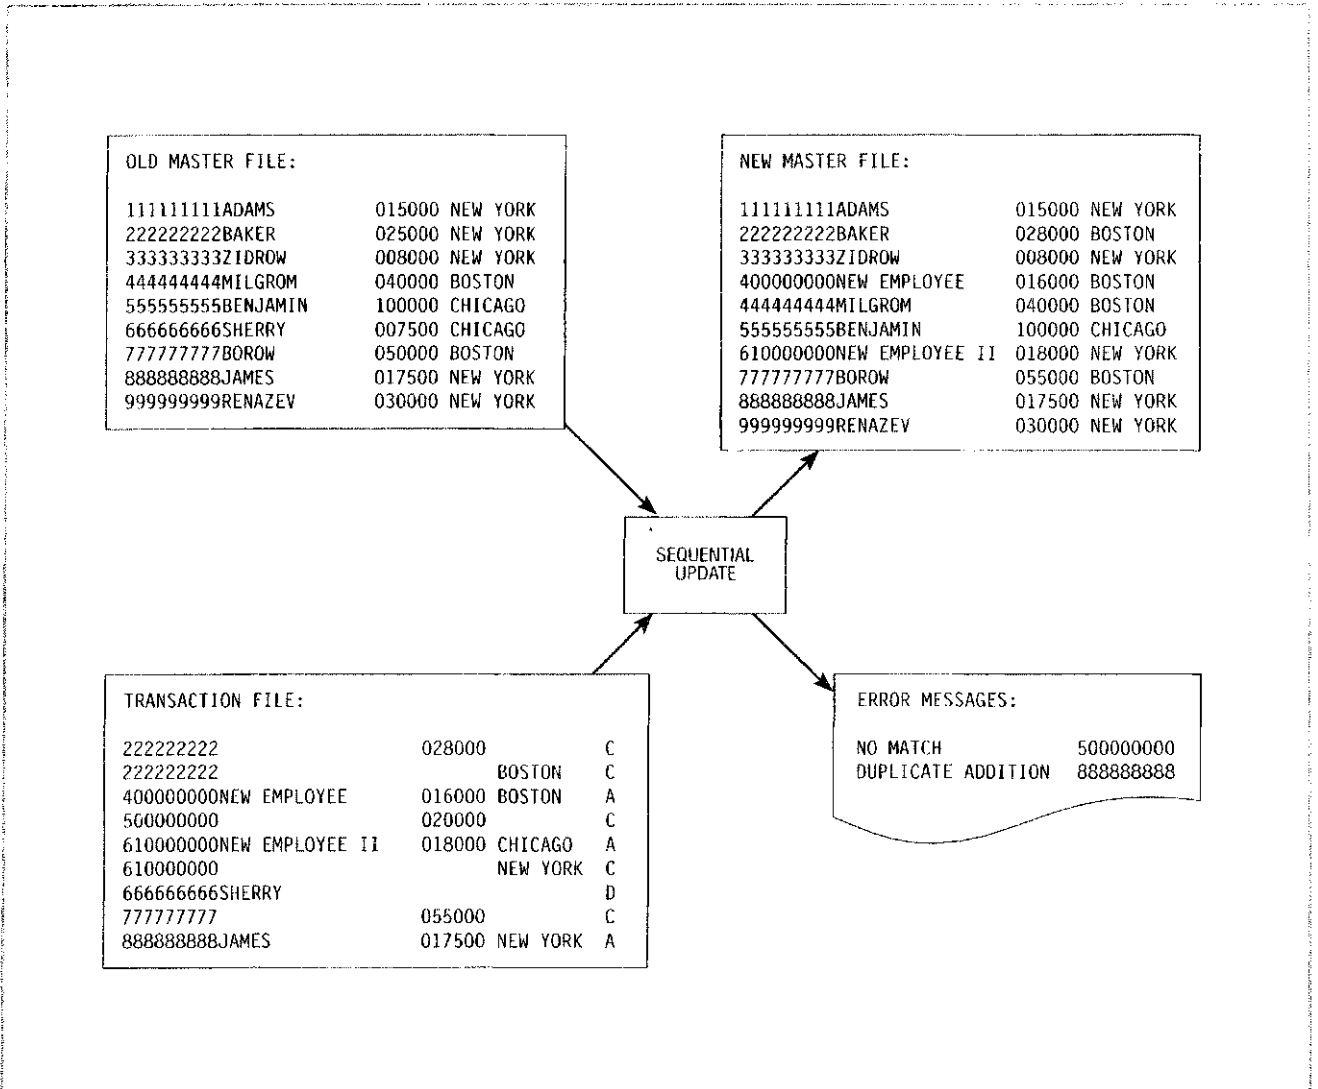 OLD MASTER FILE:
111111111ADAMS 015000 NEW YORK
222222222BAKER 025000 NEW YORK
333333333ZIDROW 008000 NEW YORK
444444444MILGROM 040000 BOSTON
555555555BENJAMIN 100000 CHICAGO
666666666SHERRY 007500 CHICAGO
777777777BOROW 050000 BOSTON
888888888JAMES 017500 NEW YORK
999999999RENAZEV 030000 NEW YORK
NEW MASTER FILE:
111111111ADAMS 015000 NEW YORK
222222222BAKER 028000 BOSTON
333333333ZIDROW 008000 NEW YORK
400000000NEW EMPLOYEE 016000 BOSTON
444444444MILGROM 040000 BOSTON
555555555BENJAMIN 100000 CHICAGO
610000000NEW EMPLOYEE II 018000 NEW YORK
777777777BOROW 055000 BOSTON
888888888JAMES 017500 NEW YORK
999999999RENAZEV 030000 NEW YORK
SEQUENTIAL
UPDATE
TRANSACTION FILE:
222222222 028000 C
222222222 BOSTON C
400000000NEW EMPLOYEE 016000 BOSTON A
500000000 020000 C
610000000NEW EMPLOYEE II 018000 CHICAGO A
610000000 NEW YORK C
666666666SHERRY D
777777777 055000 C
888888888JAMES 017500 NEW YORK A
ERROR MESSAGES:
NO MATCH 500000000
DUPLICATE ADDITION 888888888